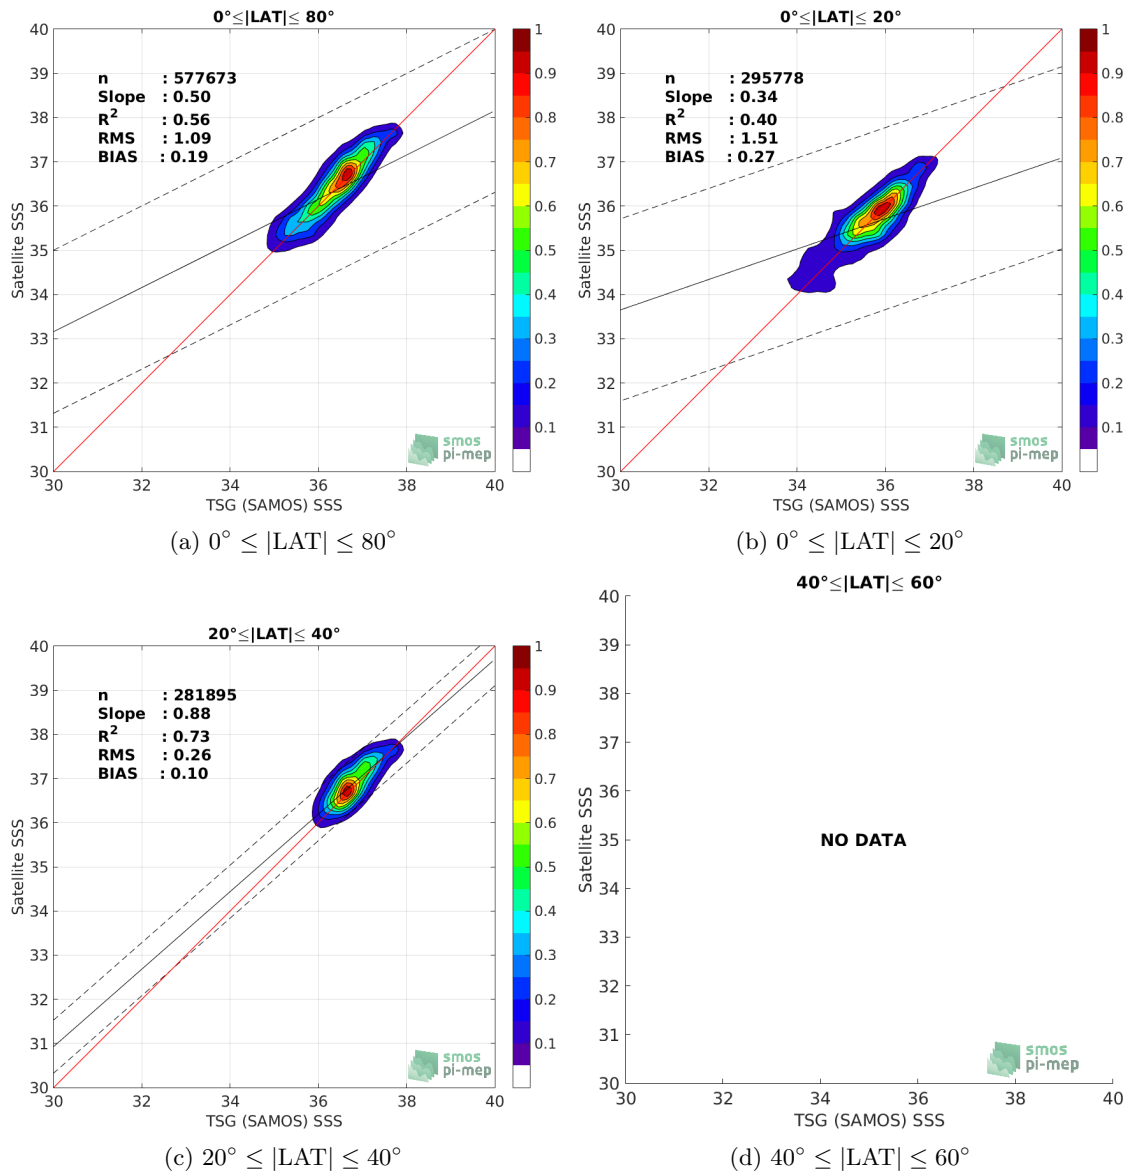 0°≤|LAT|≤ 80°
40
39
38
37
36
35
34
33
32
31
30
Satellite SSS
n : 577673
Slope : 0.50
R2 : 0.56
RMS : 1.09
BIAS : 0.19
smos
pi-mep
30 32 34 36 38 40
TSG (SAMOS) SSS
1
0.9
0.8
0.7
0.6
0.5
0.4
0.3
0.2
0.1
(a) 0° ≤ |LAT| ≤ 80°
0°≤|LAT|≤ 20°
40
39
38
37
36
35
34
33
32
31
30
Satellite SSS
n : 295778
Slope : 0.34
R2 : 0.40
RMS : 1.51
BIAS : 0.27
smos
pi-mep
30 32 34 36 38 40
TSG (SAMOS) SSS
1
0.9
0.8
0.7
0.6
0.5
0.4
0.3
0.2
0.1
(b) 0° ≤ |LAT| ≤ 20°
20°≤|LAT|≤ 40°
40
39
38
37
36
35
34
33
32
31
30
Satellite SSS
n : 281895
Slope : 0.88
R2 : 0.73
RMS : 0.26
BIAS : 0.10
smos
pi-mep
30 32 34 36 38 40
TSG (SAMOS) SSS
1
0.9
0.8
0.7
0.6
0.5
0.4
0.3
0.2
0.1
(c) 20° ≤ |LAT| ≤ 40°
40°≤|LAT|≤ 60°
40
39
38
37
36
35
34
33
32
31
30
Satellite SSS
NO DATA
smos
pi-mep
30 32 34 36 38 40
TSG (SAMOS) SSS
(d) 40° ≤ |LAT| ≤ 60°